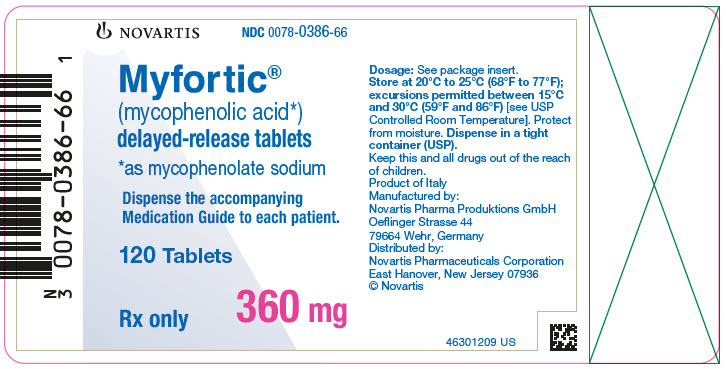 NOVARTIS
NDC 0078-0386-66
Myfortic®
(mycophenolic acid*)
delayed-release tablets
*as mycophenolate sodium
Dispense the accompanying
Medication Guide to each patient.
120 Tablets
Rx only
360 mg
Dosage: See package insert.
Store at 20°C to 25°C (68°F to 77°F);
excursions permitted between 15°C
and 30°C (59°F and 86°F) [see USP
Controlled Room Temperature]. Protect
from moisture. Dispense in a tight
container (USP).
Keep this and all drugs out of the reach
of children.
Product of Italy
Manufactured by:
Novartis Pharma Produktions GmbH
Oeflinger Strasse 44
79664 Wehr, Germany
Distributed by:
Novartis Pharmaceuticals Corporation
East Hanover, New Jersey 07936
© Novartis
46301209 US
N
3 0078-0386-66 1